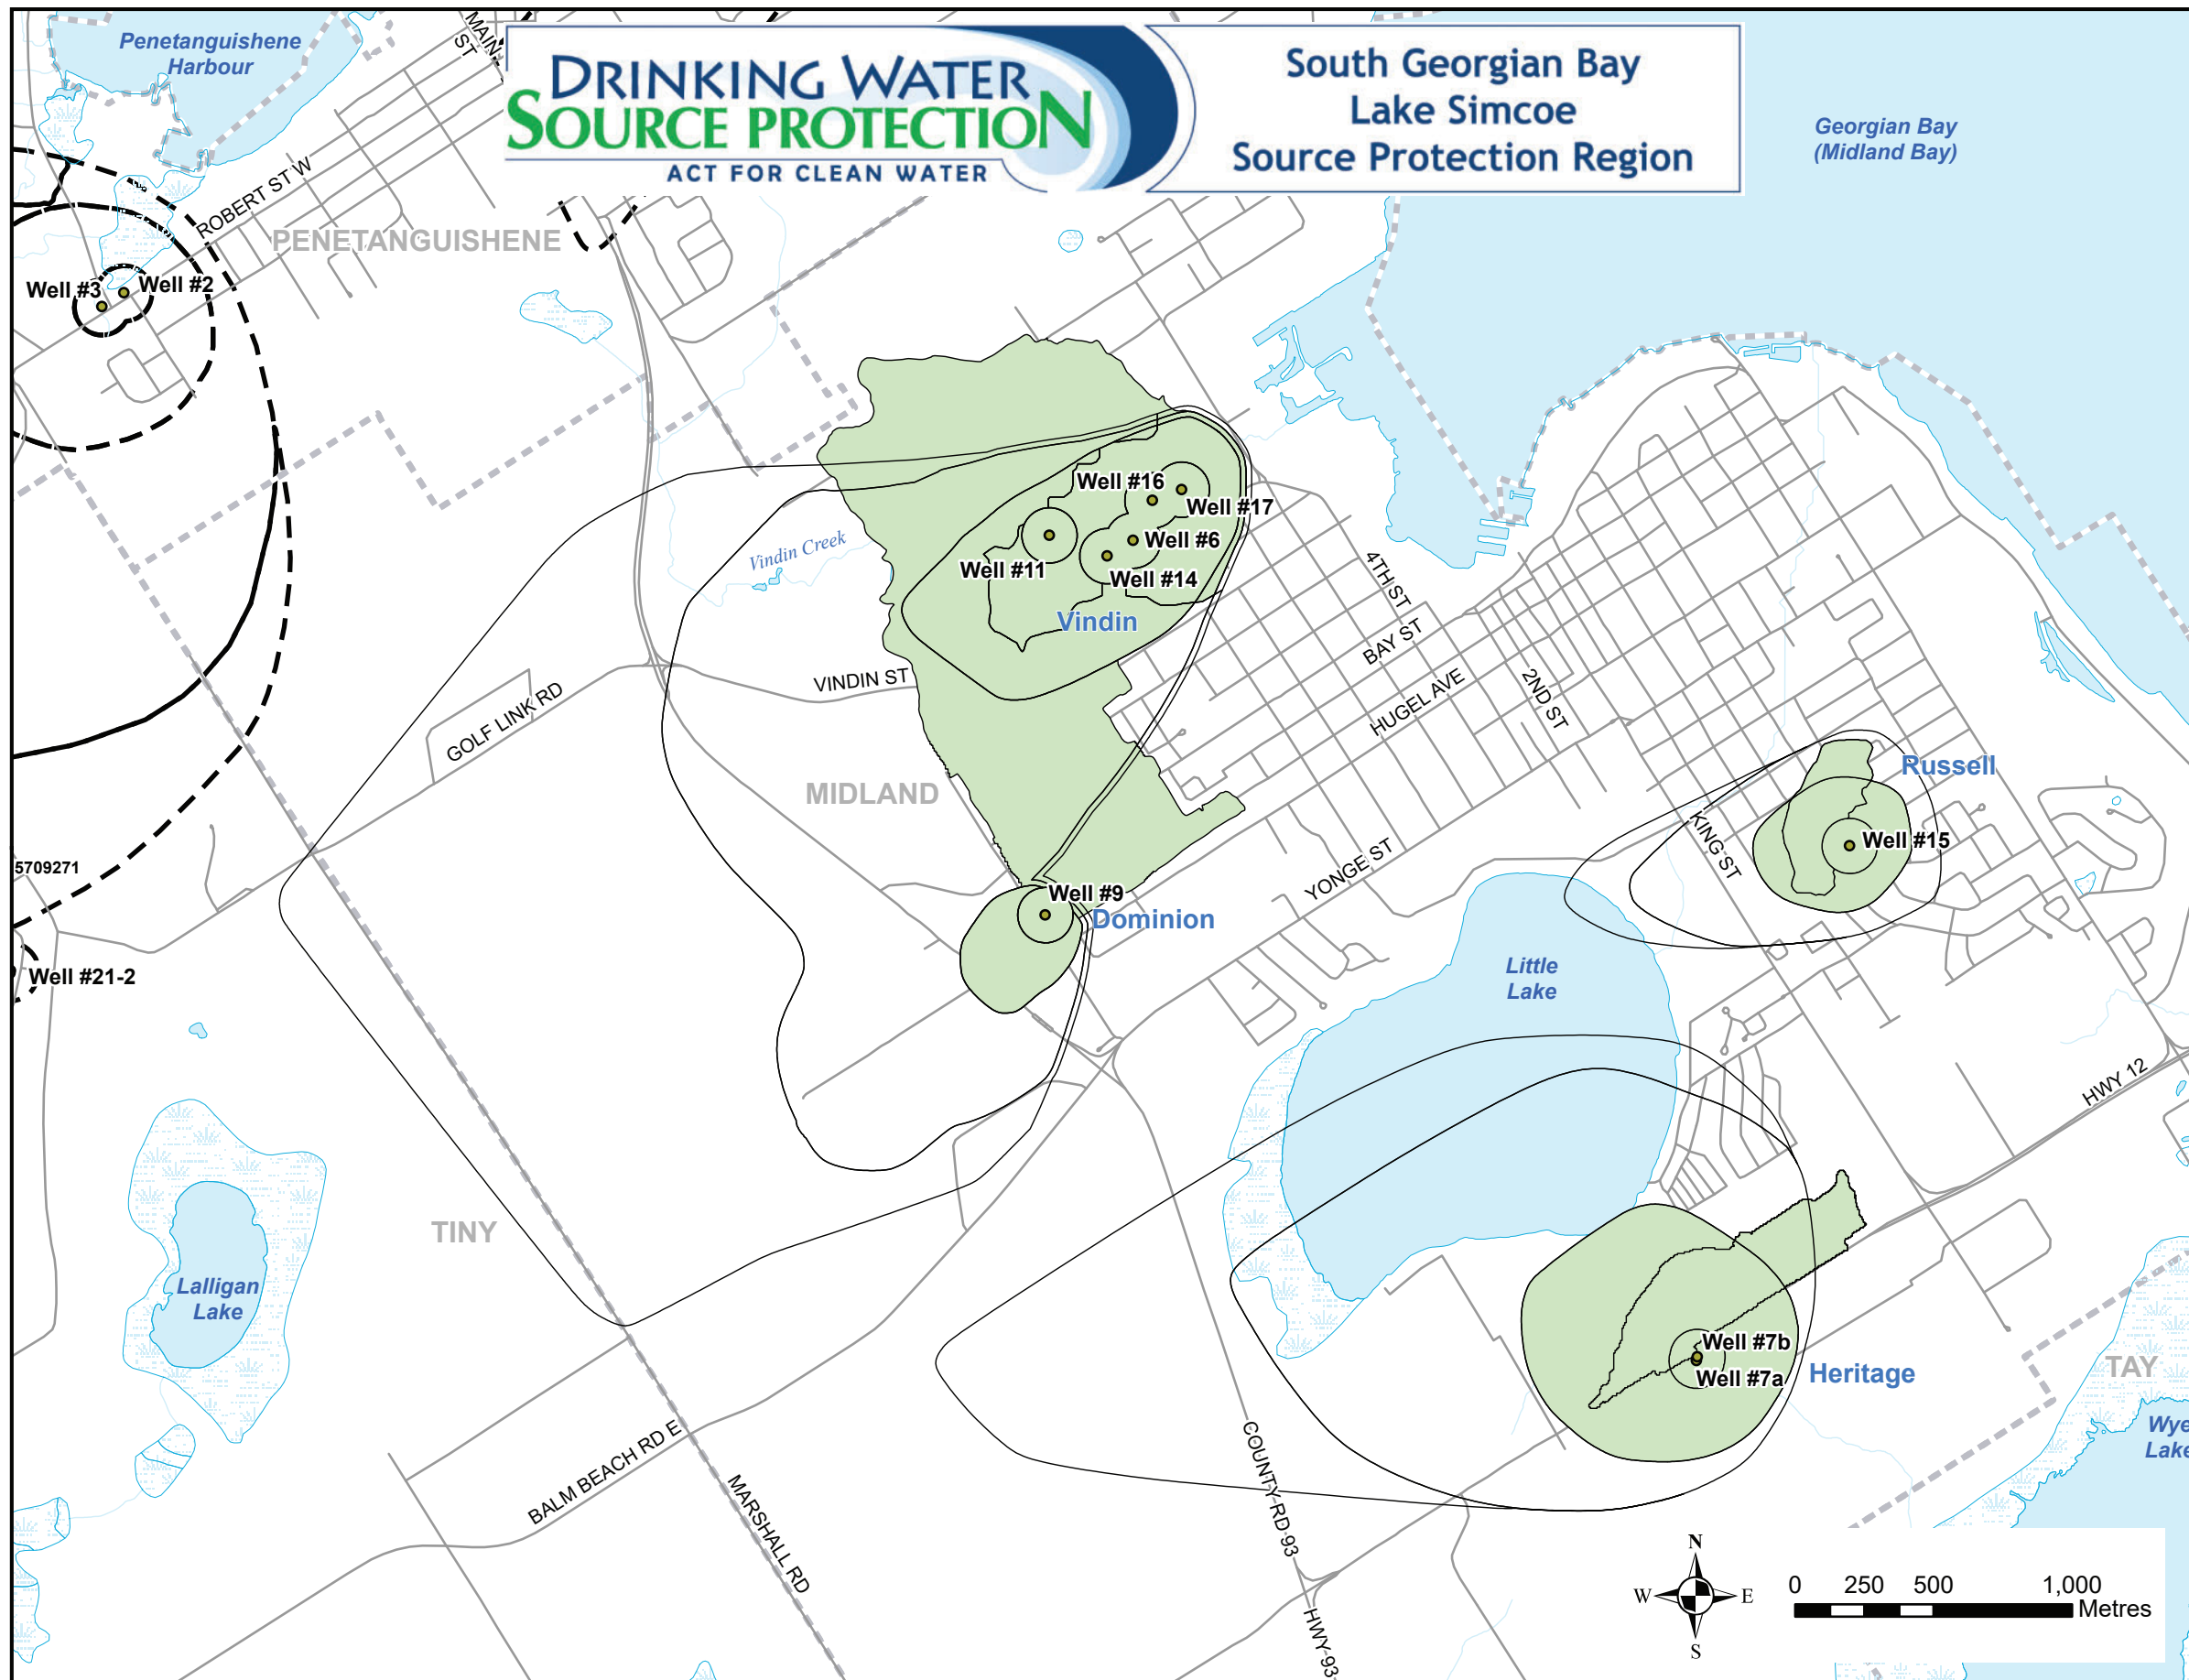 Penetanguishene
Harbour
MAIN
ST
DRINKING WATER
SOURCE PROTECTION
ACT FOR CLEAN WATER
South Georgian Bay
Lake Simcoe
Source Protection Region
Georgian Bay
(Midland Bay)
ROBERT ST W
PENETANGUISHENE
Well #3
Well #2
Well #16
Well #17
Well #6
Well #11
Well #14
Vindin
Vindin Creek
4TH ST
BAY ST
HUGEL AVE
2ND ST
VINDIN ST
GOLF LINK RD
MIDLAND
Russell
KING ST
Well #15
YONGE ST
5709271
Well #9
Dominion
Well #21-2
Little
Lake
HWY 12
TINY
Lalligan
Lake
Well #7b
Well #7a
Heritage
TAY
Wye
Lake
BALM BEACH RD E
MARSHALL RD
COUNTY RD 93
HWY 93
N
W
E
S
0 250 500 1,000
Metres